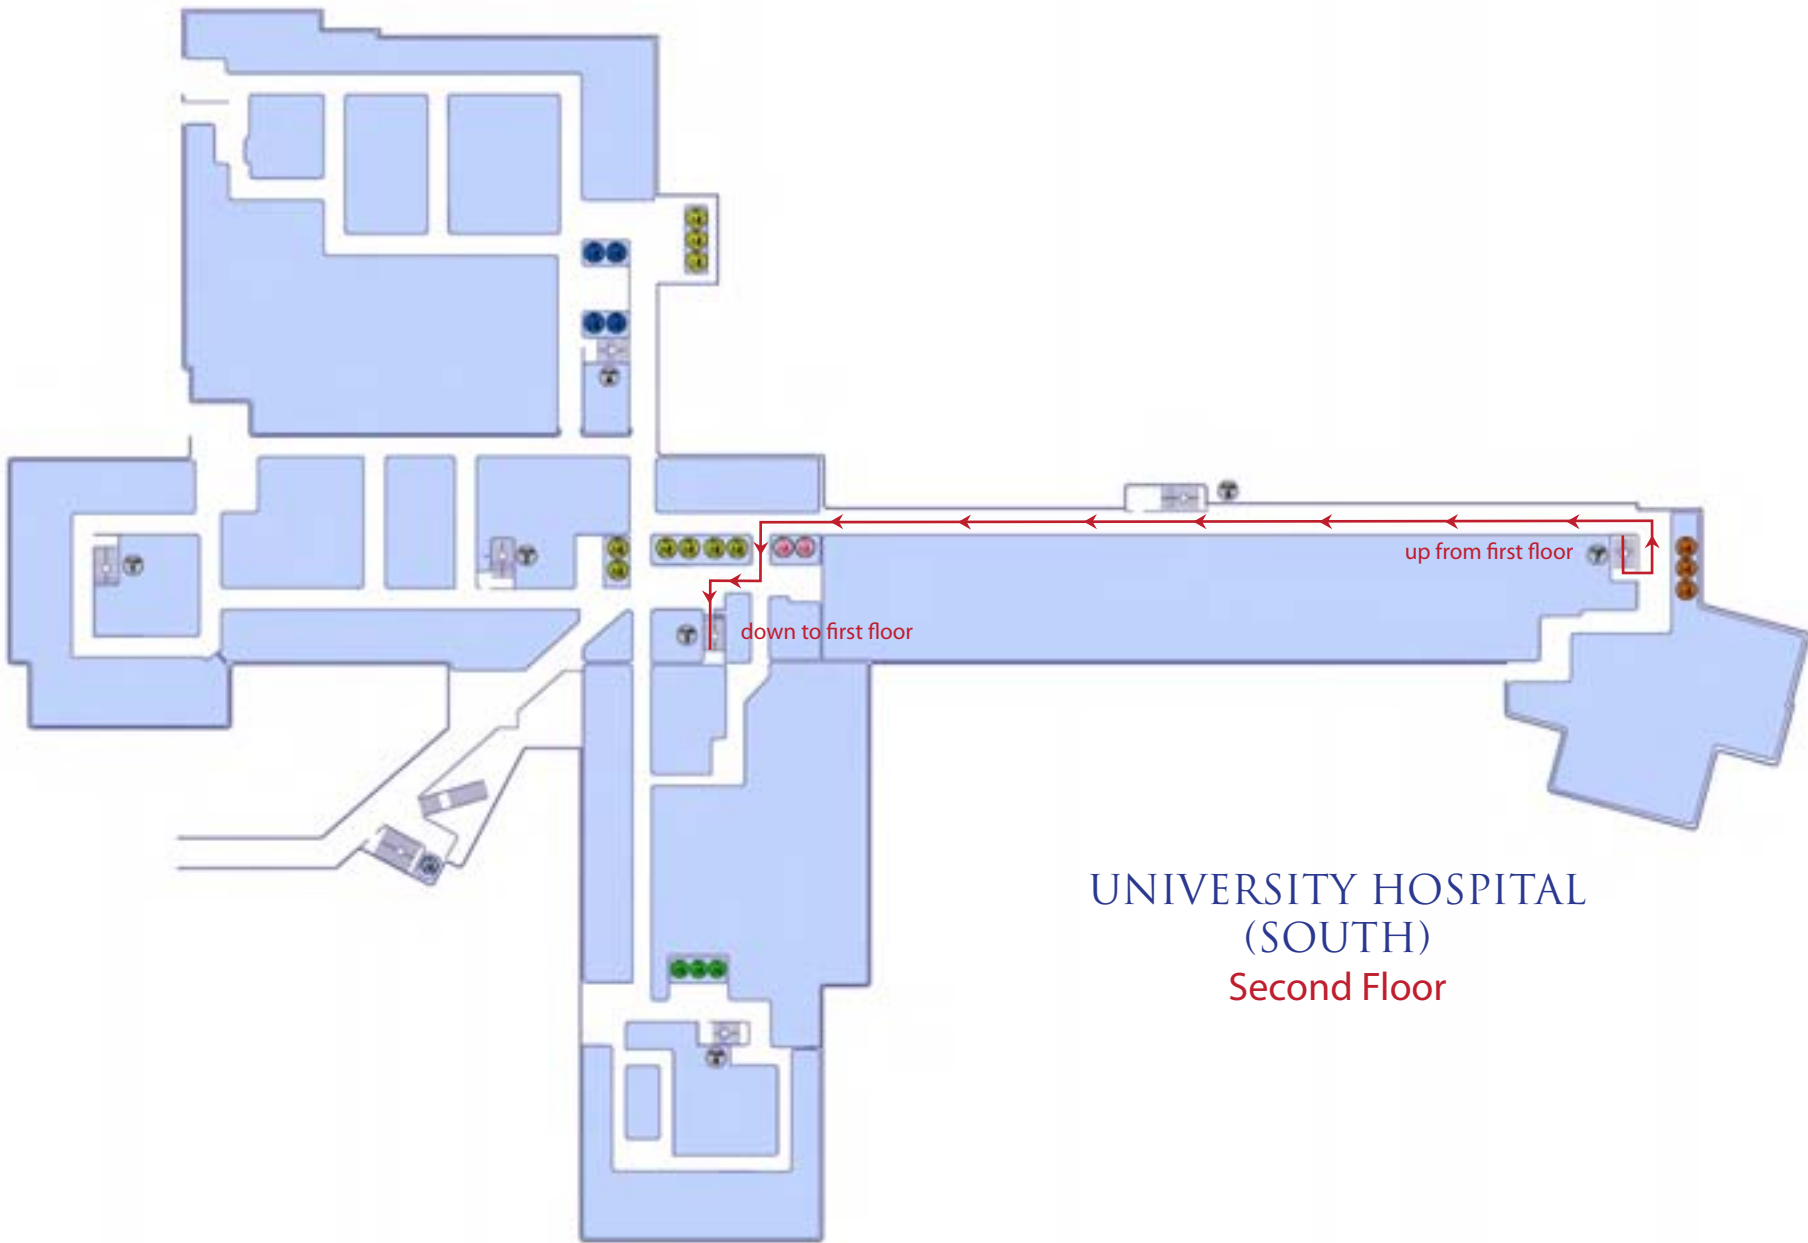 up from first floor
down to first floor
UNIVERSITY HOSPITAL
(SOUTH)
Second Floor